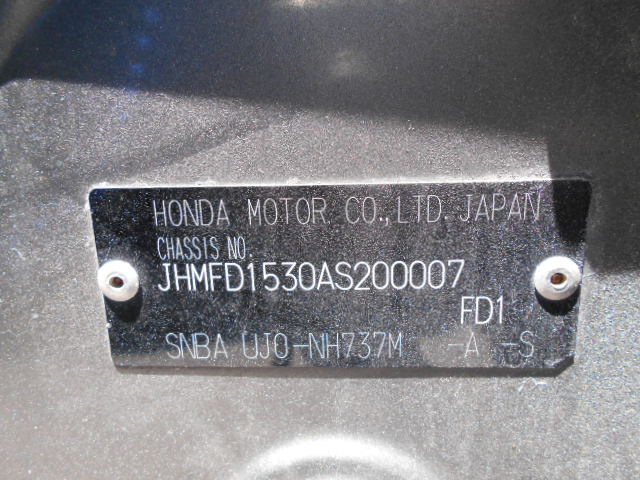 HONDA MOTOR CO.,LTD. JAPAN
CHASSIS NO.
JHMFD1530AS200007
FD1
SNBA UJO-NH737M -A -S